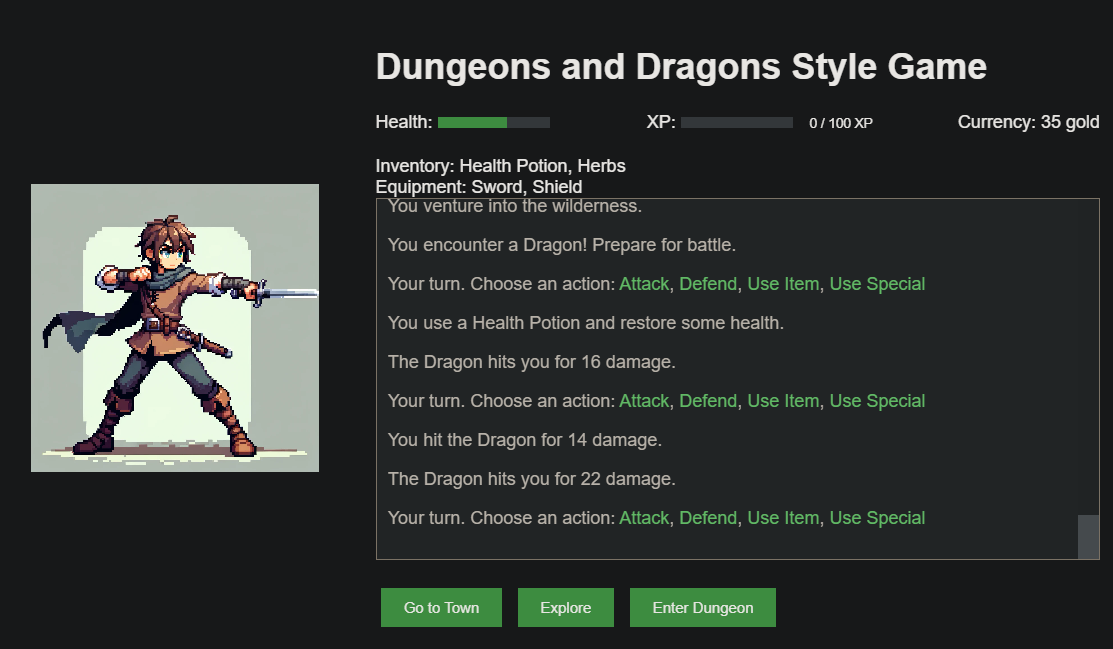 Dungeons and Dragons Style Game
Health: XP: 0 / 100 XP Currency: 35 gold
Inventory: Health Potion, Herbs
Equipment: Sword, Shield
You venture into the wilderness.
You encounter a Dragon! Prepare for battle.
Your turn. Choose an action: Attack, Defend, Use Item, Use Special
You use a Health Potion and restore some health.
The Dragon hits you for 16 damage.
Your turn. Choose an action: Attack, Defend, Use Item, Use Special
You hit the Dragon for 14 damage.
The Dragon hits you for 22 damage.
Your turn. Choose an action: Attack, Defend, Use Item, Use Special
Go to Town Explore Enter Dungeon